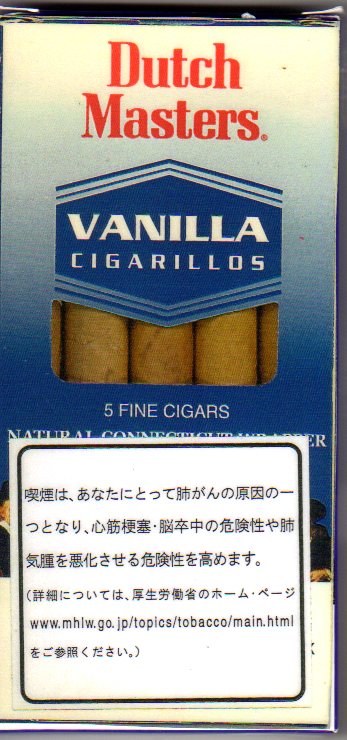 Dutch
Masters®
VANILLA
CIGARILLOS
5 FINE CIGARS
NATURAL CONNECTICUT WRAPPER
喫煙は、あなたにとって肺がんの原因の一
つとなり、心筋梗塞・脳卒中の危険性や肺
気腫を悪化させる危険性を高めます。
(詳細については、厚生労働省のホーム・ページ
www.mhlw.go.jp/topics/tobacco/main.html
をご参照ください。)